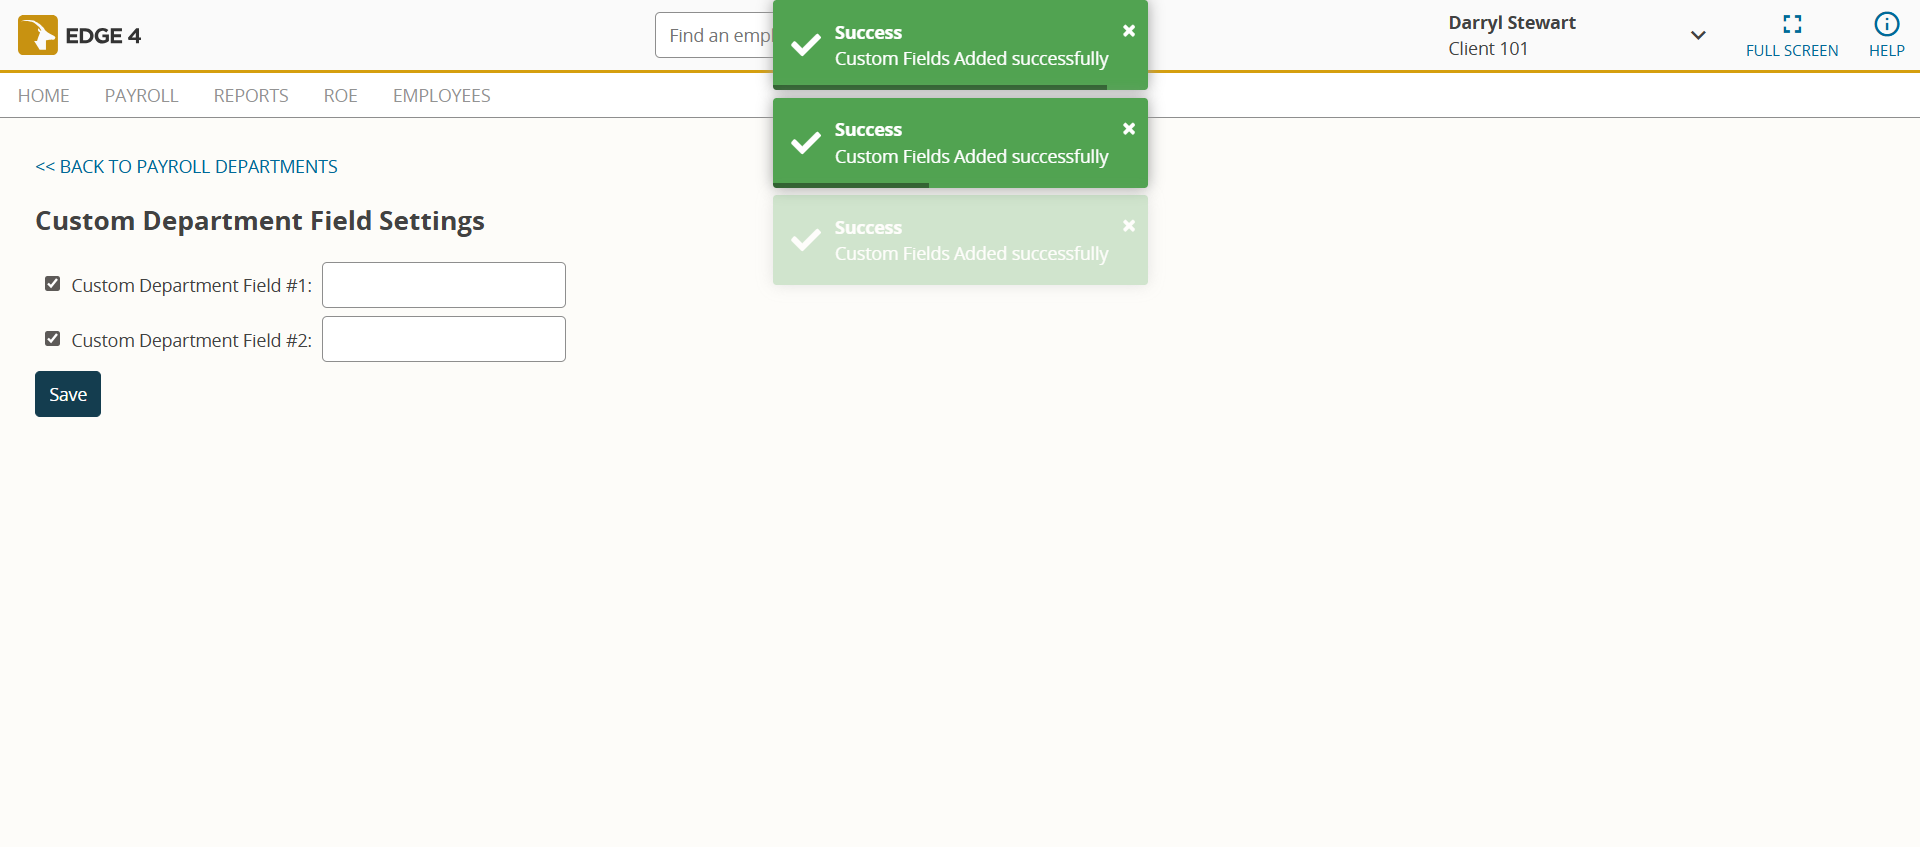 EDGE 4
Find an empl
Success
Custom Fields Added successfully
Darryl Stewart
Client 101
FULL SCREEN
HELP
HOME
PAYROLL
REPORTS
ROE
EMPLOYEES
Success
Custom Fields Added successfully
<< BACK TO PAYROLL DEPARTMENTS
Custom Department Field Settings
Success
Custom Fields Added successfully
Custom Department Field #1:
Custom Department Field #2:
Save